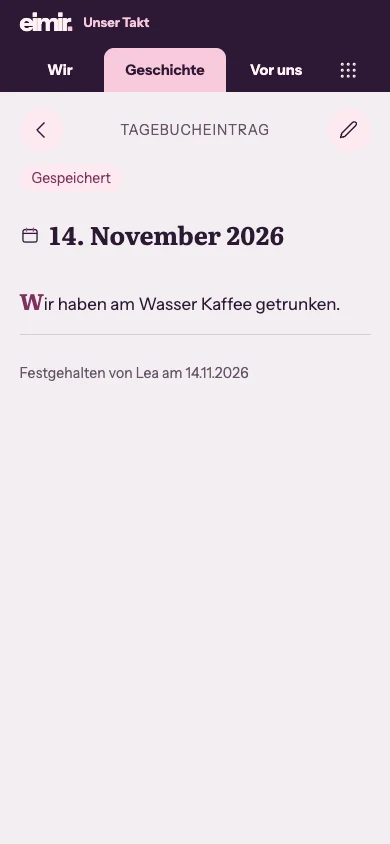 eimir. Unser Takt
Wir Geschichte Vor uns
TAGEBUCHEINTRAG
Gespeichert
14. November 2026
Wir haben am Wasser Kaffee getrunken.
Festgehalten von Lea am 14.11.2026